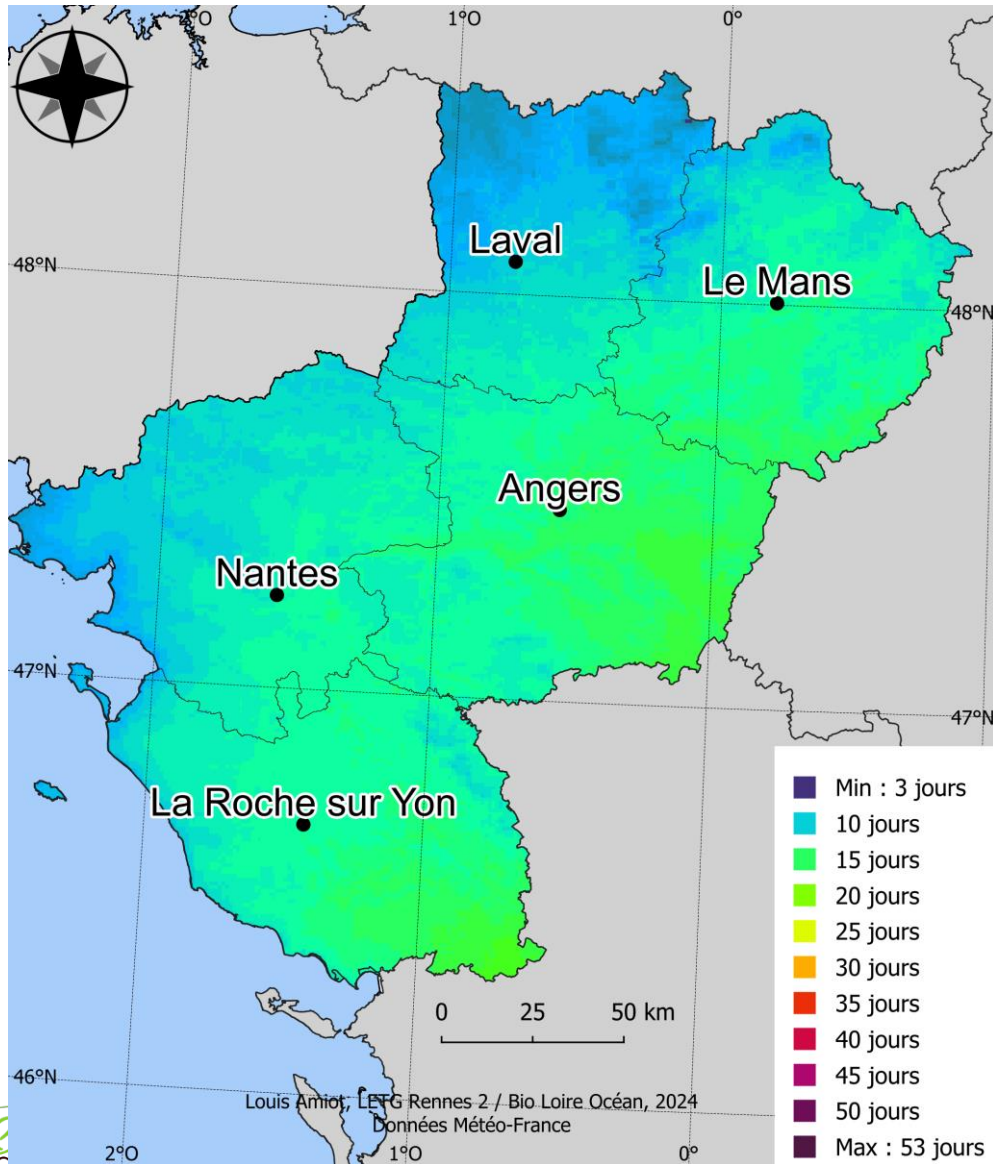 2°O
1°O
0°
Laval
48°N
Le Mans
48°N
Angers
Nantes
47°N
47°N
La Roche sur Yon
Min : 3 jours
10 jours
15 jours
20 jours
25 jours
30 jours
35 jours
40 jours
45 jours
50 jours
Max : 53 jours
0 25 50 km
46°N
Louis Amiot, LETG Rennes 2 / Bio Loire Océan, 2024
Données Météo-France
2°O
1°O
0°